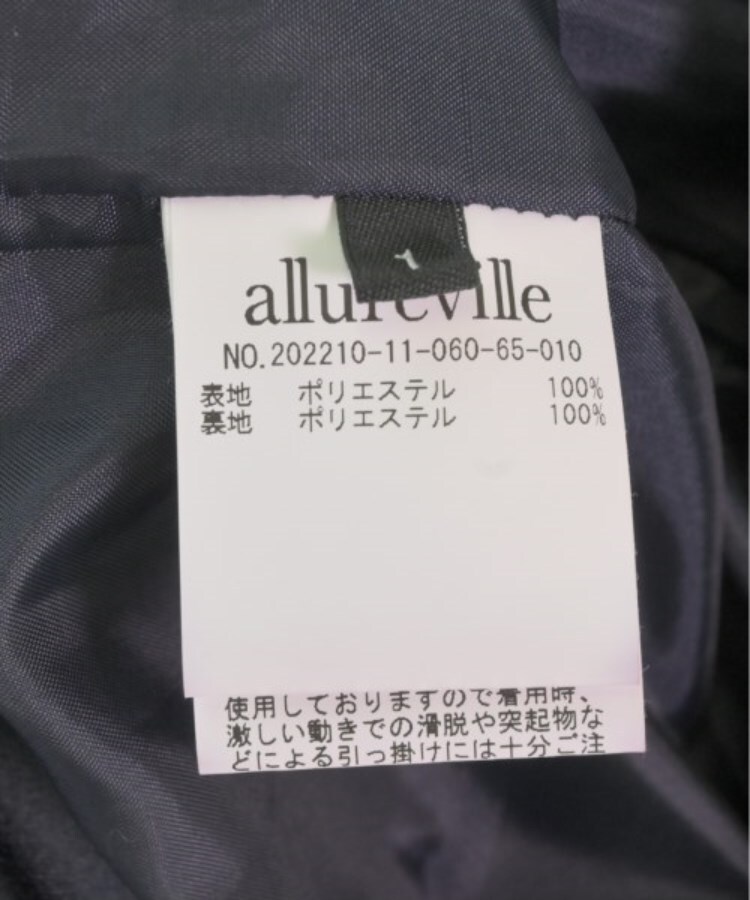 1
allureville
NO.202210-11-060-65-010
表地 ポリエステル 100%
裏地 ポリエステル 100%
使用しておりますので着用時、
激しい動きでの滑脱や突起物な
どによる引っ掛けには十分ご注